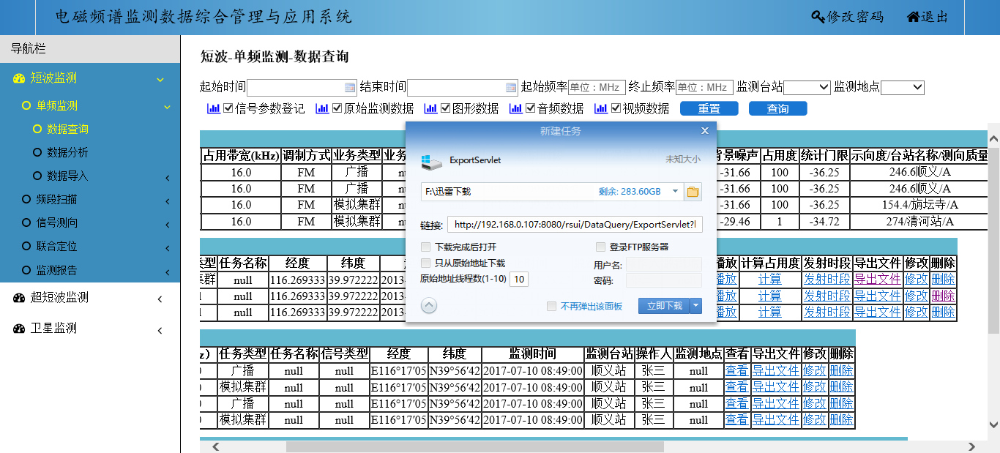 电磁频谱监测数据综合管理与应用系统 修改密码 退出
导航栏
短波监测
单频监测
数据查询
数据分析
数据导入
频段扫描
信号测向
联合定位
监测报告
超短波监测
卫星监测
短波-单频监测-数据查询
起始时间 结束时间 起始频率 单位：MHz 终止频率 单位：MHz 监测台站 监测地点
信号参数登记 原始监测数据 图形数据 音频数据 视频数据 重置 查询
占用带宽(kHz) 调制方式 业务类型 业务 背景噪声 占用度 统计门限 示向度/台站名称/测向质量
16.0 FM 广播 -31.66 100 -36.25 246.6顺义/A
16.0 FM 广播 -31.66 100 -36.25 246.6顺义/A
16.0 FM 模拟集群 -31.66 100 -36.25 154.4/旃坛寺/A
16.0 FM 模拟集群 -29.46 1 -34.72 274/清河站/A
新建任务
ExportServlet 未知大小
F:\迅雷下载 剩余: 283.60GB
链接: http://192.168.0.107:8080/rsui/DataQuery/ExportServlet?
下载完成后打开 登录FTP服务器
只从原始地址下载 用户名:
原始地址线程数(1-10) 10 密码:
不再弹出该面板 立即下载
类型 任务名称 经度 纬度 播放 计算占用度 发射时段 导出文件 修改 删除
群 null 116.269333 39.972222 2013- 播放 计算 发射时段 导出文件 修改 删除
null 116.269333 39.972222 2013- 播放 计算 发射时段 导出文件 修改 删除
null 116.269333 39.972222 2013- 播放 计算 发射时段 导出文件 修改 删除
z） 任务类型 任务名称 信号类型 经度 纬度 监测时间 监测台站 操作人 监测地点 查看 导出文件 修改 删除
广播 null null E116°17′05 N39°56′42 2017-07-10 08:49:00 顺义站 张三 null 查看 导出文件 修改 删除
模拟集群 null null E116°17′05 N39°56′42 2017-07-10 08:49:00 顺义站 张三 null 查看 导出文件 修改 删除
广播 null null E116°17′05 N39°56′42 2017-07-10 08:49:00 顺义站 张三 null 查看 导出文件 修改 删除
模拟集群 null null E116°17′05 N39°56′42 2017-07-10 08:49:00 顺义站 张三 null 查看 导出文件 修改 删除